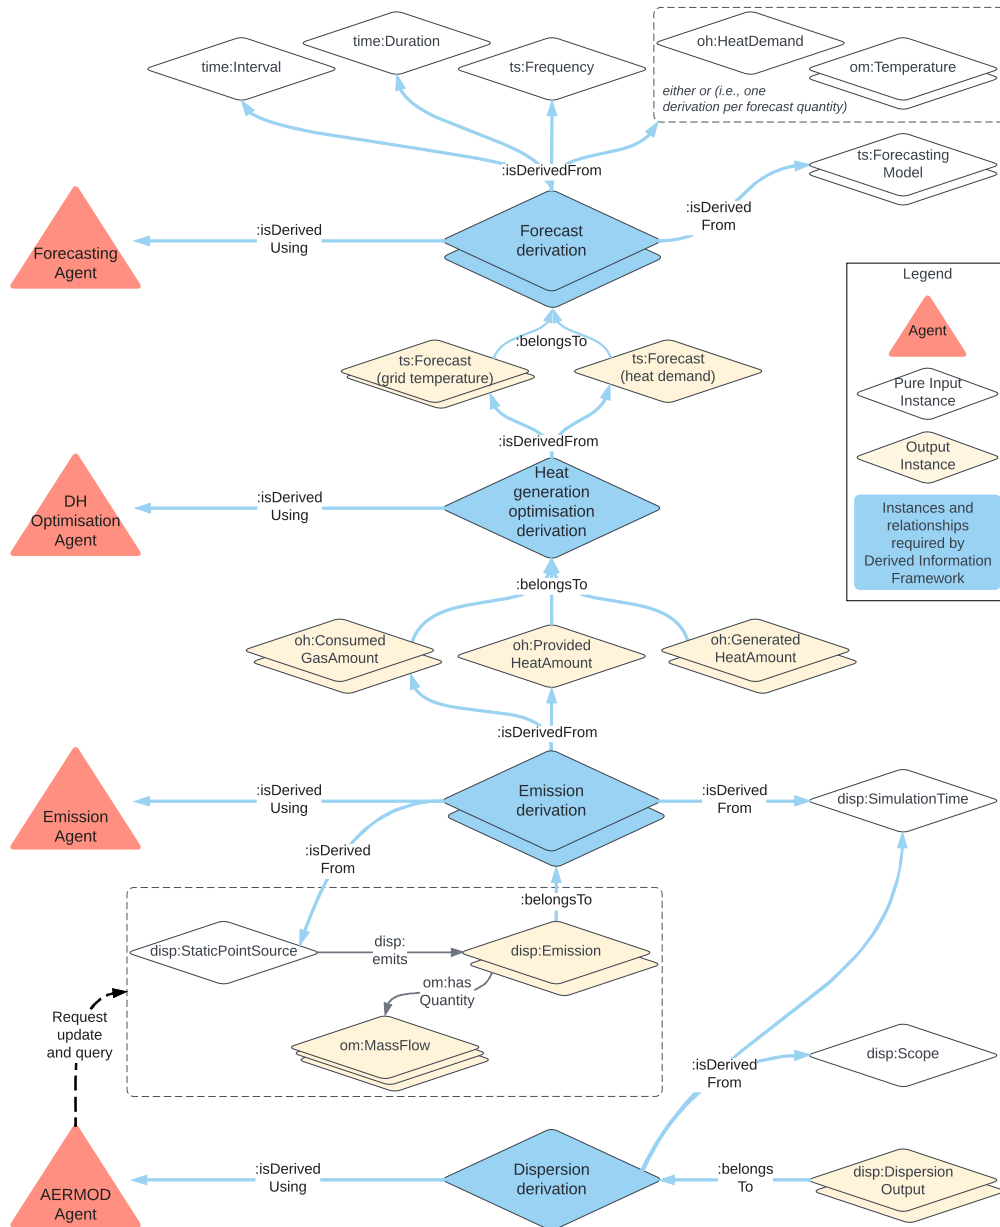 time:Interval
time:Duration
ts:Frequency
oh:HeatDemand
om:Temperature
either or (i.e., one
derivation per forecast quantity)
:isDerivedFrom
ts:Forecasting
Model
:isDerived
From
Forecasting
Agent
:isDerived
Using
Forecast
derivation
Legend
Agent
Pure Input
Instance
Output
Instance
Instances and
relationships
required by
Derived Information
Framework
:belongsTo
ts:Forecast
(grid temperature)
ts:Forecast
(heat demand)
:isDerivedFrom
DH
Optimisation
Agent
:isDerived
Using
Heat
generation
optimisation
derivation
:belongsTo
oh:Consumed
GasAmount
oh:Provided
HeatAmount
oh:Generated
HeatAmount
:isDerivedFrom
Emission
Agent
:isDerived
Using
Emission
derivation
:isDerived
From
disp:SimulationTime
:isDerived
From
:belongsTo
disp:StaticPointSource
disp:
emits
disp:Emission
om:has
Quantity
om:MassFlow
Request
update
and query
:isDerived
From
disp:Scope
AERMOD
Agent
:isDerived
Using
Dispersion
derivation
:belongs
To
disp:Dispersion
Output